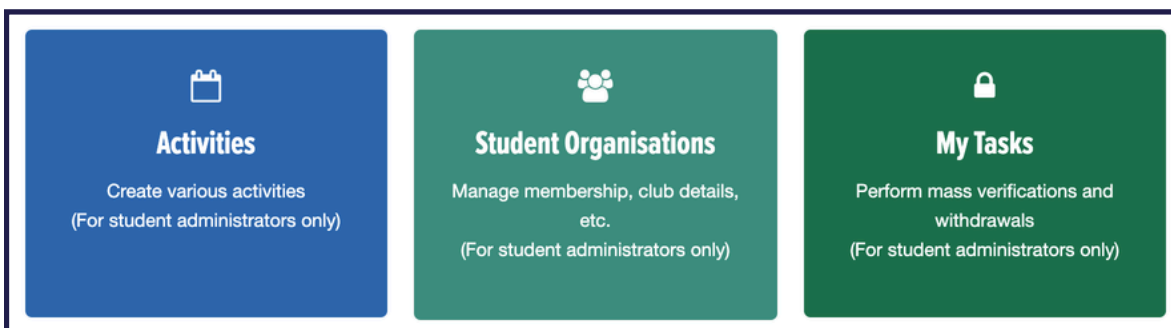 Activities
Create various activities
(For student administrators only)
Student Organisations
Manage membership, club details,
etc.
(For student administrators only)
My Tasks
Perform mass verifications and
withdrawals
(For student administrators only)